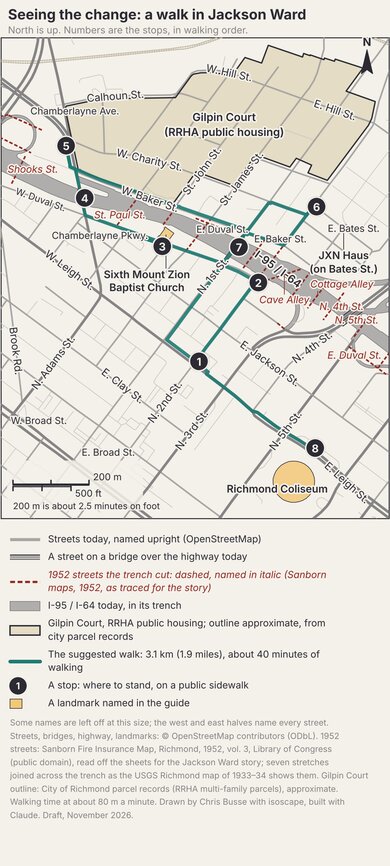 Seeing the change: a walk in Jackson Ward
North is up. Numbers are the stops, in walking order.
N
W. Hill St.
Calhoun St.
E. Hill St.
Chamberlayne Ave.
Gilpin Court
(RRHA public housing)
5
W. Charity St.
St. John St.
St. James St.
Shooks St.
W. Duval St.
4
W. Baker St.
St. Paul St.
6
Chamberlayne Pkwy.
E. Duval St.
E. Bates St.
3
7
E. Baker St.
W. Leigh St.
Sixth Mount Zion
Baptist Church
N. 1st St.
I-95 / I-64
JXN Haus
(on Bates St.)
2
Cottage Alley
Cave Alley
N. 4th St.
N. 5th St.
Brook Rd.
N. Adams St.
E. Jackson St.
N. 4th St.
E. Duval St.
1
E. Clay St.
N. 2nd St.
N. 3rd St.
W. Broad St.
N. 5th St.
E. Broad St.
8
E. Leigh St.
Richmond Coliseum
200 m
500 ft
200 m is about 2.5 minutes on foot
Streets today, named upright (OpenStreetMap)
A street on a bridge over the highway today
1952 streets the trench cut: dashed, named in italic (Sanborn
maps, 1952, as traced for the story)
I-95 / I-64 today, in its trench
Gilpin Court, RRHA public housing; outline approximate, from
city parcel records
The suggested walk: 3.1 km (1.9 miles), about 40 minutes of
walking
1
A stop: where to stand, on a public sidewalk
A landmark named in the guide
Some names are left off at this size; the west and east halves name every street.
Streets, bridges, highway, landmarks: © OpenStreetMap contributors (ODbL). 1952
streets: Sanborn Fire Insurance Map, Richmond, 1952, vol. 3, Library of Congress
(public domain), read off the sheets for the Jackson Ward story; seven stretches
joined across the trench as the USGS Richmond map of 1933–34 shows them. Gilpin Court
outline: City of Richmond parcel records (RRHA multi-family parcels), approximate.
Walking time at about 80 m a minute. Drawn by Chris Busse with isoscape, built with
Claude. Draft, November 2026.